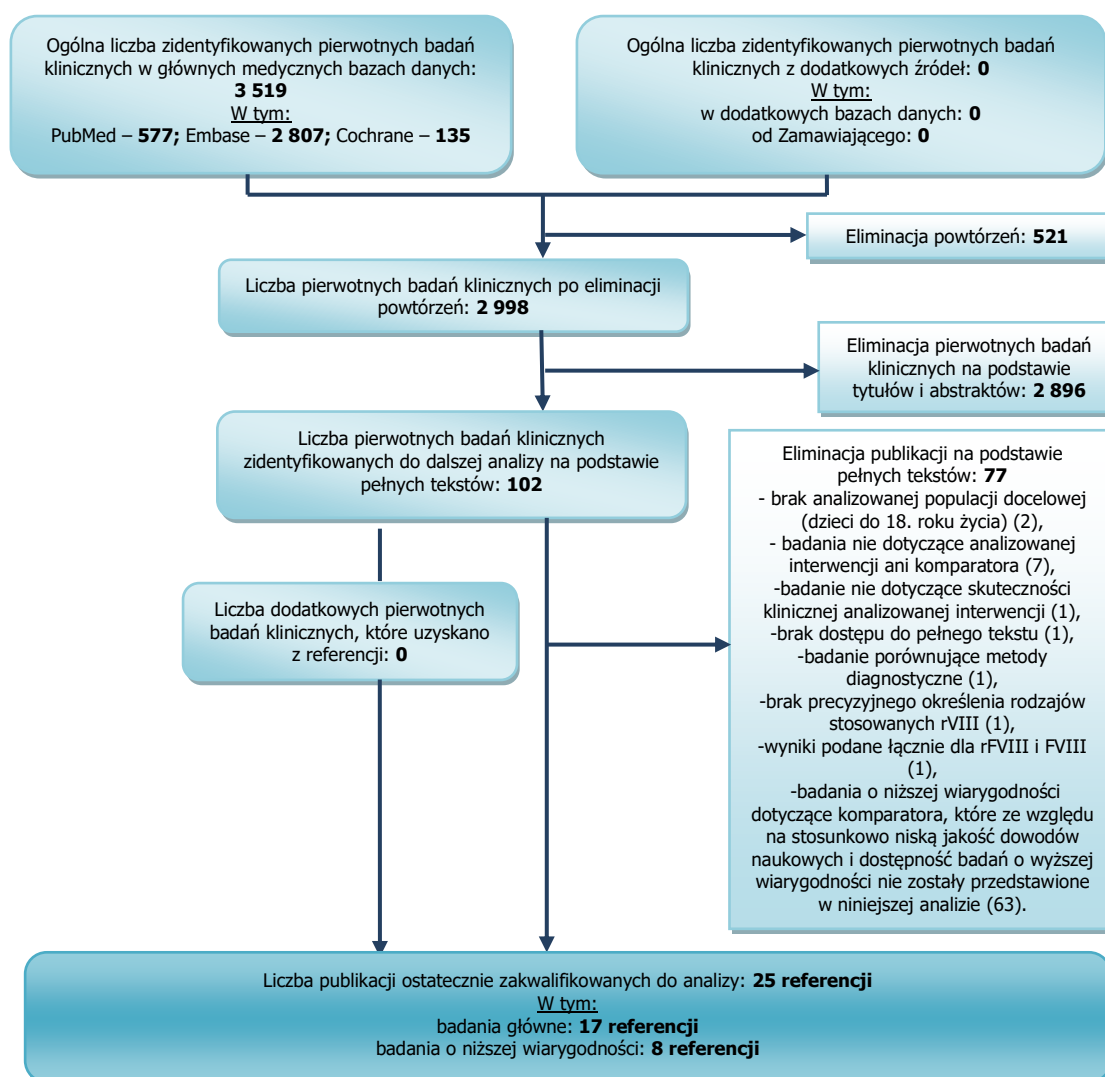 Ogólna liczba zidentyfikowanych pierwotnych badań
klinicznych w głównych medycznych bazach danych:
3 519
W tym:
PubMed – 577; Embase – 2 807; Cochrane – 135
Ogólna liczba zidentyfikowanych pierwotnych badań
klinicznych z dodatkowych źródeł: 0
W tym:
w dodatkowych bazach danych: 0
od Zamawiającego: 0
Eliminacja powtórzeń: 521
Liczba pierwotnych badań klinicznych po eliminacji
powtórzeń: 2 998
Eliminacja pierwotnych badań
klinicznych na podstawie
tytułów i abstraktów: 2 896
Liczba pierwotnych badań klinicznych
zidentyfikowanych do dalszej analizy na podstawie
pełnych tekstów: 102
Eliminacja publikacji na podstawie
pełnych tekstów: 77
- brak analizowanej populacji docelowej
(dzieci do 18. roku życia) (2),
- badania nie dotyczące analizowanej
interwencji ani komparatora (7),
-badanie nie dotyczące skuteczności
klinicznej analizowanej interwencji (1),
-brak dostępu do pełnego tekstu (1),
-badanie porównujące metody
diagnostyczne (1),
-brak precyzyjnego określenia rodzajów
stosowanych rVIII (1),
-wyniki podane łącznie dla rFVIII i FVIII
(1),
-badania o niższej wiarygodności
dotyczące komparatora, które ze względu
na stosunkowo niską jakość dowodów
naukowych i dostępność badań o wyższej
wiarygodności nie zostały przedstawione
w niniejszej analizie (63).
Liczba dodatkowych pierwotnych
badań klinicznych, które uzyskano
z referencji: 0
Liczba publikacji ostatecznie zakwalifikowanych do analizy: 25 referencji
W tym:
badania główne: 17 referencji
badania o niższej wiarygodności: 8 referencji